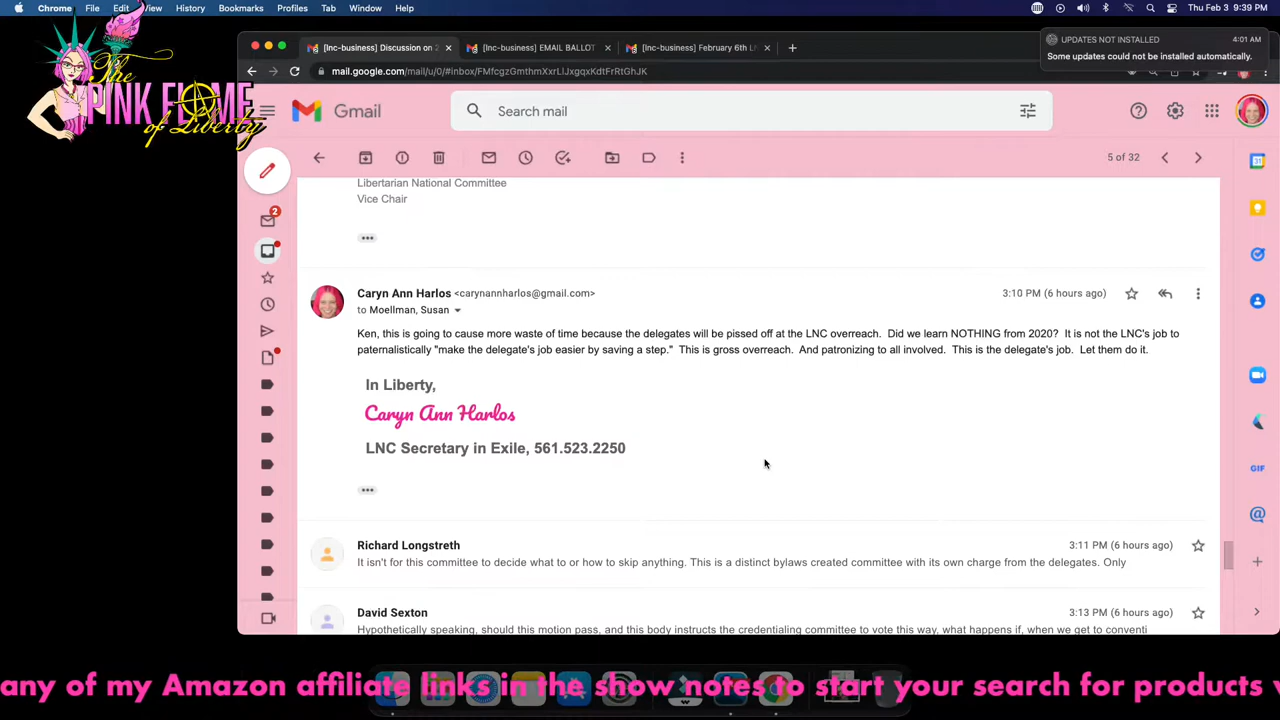 Chrome File Edit View History Bookmarks Profiles Tab Window Help
Thu Feb 3 9:39 PM
The
PINK FLAME
of Liberty
[lnc-business] Discussion on 2
[lnc-business] EMAIL BALLOT
[lnc-business] February 6th LN
UPDATES NOT INSTALLED 4:01 AM
Some updates could not be installed automatically.
Gmail
Search mail
5 of 32
2
Libertarian National Committee
Vice Chair
Caryn Ann Harlos <carynannharlos@gmail.com> 3:10 PM (6 hours ago)
to Moellman, Susan
Ken, this is going to cause more waste of time because the delegates will be pissed off at the LNC overreach. Did we learn NOTHING from 2020? It is not the LNC's job to
paternalistically "make the delegate's job easier by saving a step." This is gross overreach. And patronizing to all involved. This is the delegate's job. Let them do it.
In Liberty,
Caryn Ann Harlos
LNC Secretary in Exile, 561.523.2250
Richard Longstreth 3:11 PM (6 hours ago)
It isn't for this committee to decide what to or how to skip anything. This is a distinct bylaws created committee with its own charge from the delegates. Only
David Sexton 3:13 PM (6 hours ago)
Hypothetically speaking, should this motion pass, and this body instructs the credentialing committee to vote this way, what happens if, when we get to conventi
31
GIF
any of my Amazon affiliate links in the show notes to start your search for products